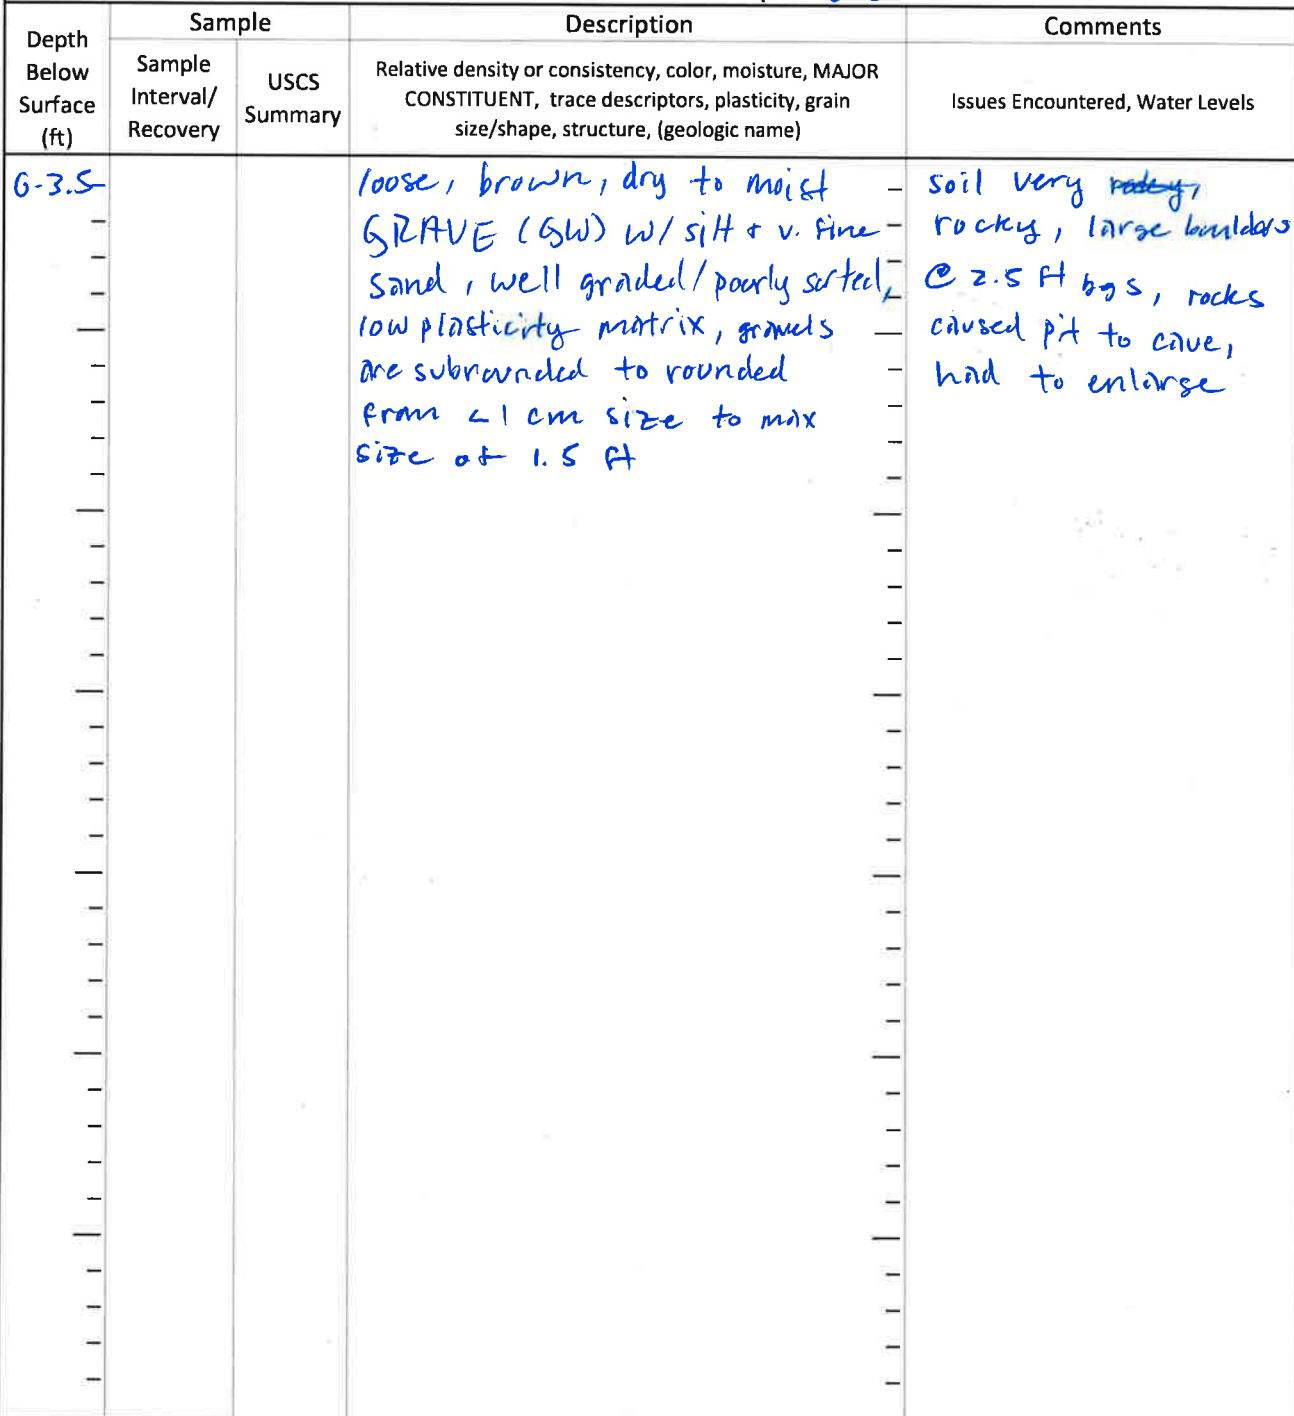 Depth
Below
Surface
(ft)
Sample
Sample
Interval/
Recovery
USCS
Summary
Description
Relative density or consistency, color, moisture, MAJOR
CONSTITUENT, trace descriptors, plasticity, grain
size/shape, structure, (geologic name)
Comments
Issues Encountered, Water Levels
0-3.5
loose, brown, dry to moist
GRAVE (GW) w/ silt & v. fine
sand, well graded/poorly sorted,
low plasticity matrix, gravels
are subrounded to rounded
from <1 cm size to max
size of 1.5 ft
soil very
rocky, large boulders
@ 2.5 ft bgs, rocks
caused pit to cave,
had to enlarge